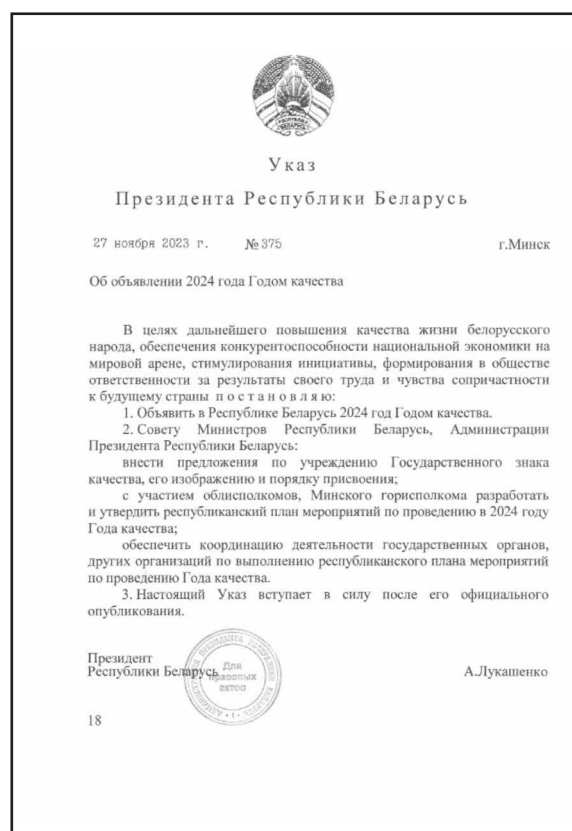 Указ
Президента Республики Беларусь
27 ноября 2023 г. № 375 г.Минск
Об объявлении 2024 года Годом качества
В целях дальнейшего повышения качества жизни белорусского
народа, обеспечения конкурентоспособности национальной экономики на
мировой арене, стимулирования инициативы, формирования в обществе
ответственности за результаты своего труда и чувства сопричастности
к будущему страны п о с т а н о в л я ю:
1. Объявить в Республике Беларусь 2024 год Годом качества.
2. Совету Министров Республики Беларусь, Администрации
Президента Республики Беларусь:
внести предложения по учреждению Государственного знака
качества, его изображению и порядку присвоения;
с участием облисполкомов, Минского горисполкома разработать
и утвердить республиканский план мероприятий по проведению в 2024 году
Года качества;
обеспечить координацию деятельности государственных органов,
других организаций по выполнению республиканского плана мероприятий
по проведению Года качества.
3. Настоящий Указ вступает в силу после его официального
опубликования.
Президент
Республики Беларусь А.Лукашенко
Для
правовых
актов
АДМИНИСТРАЦИЯ ПРЕЗИДЕНТА РЕСПУБЛИКИ БЕЛАРУСЬ
18